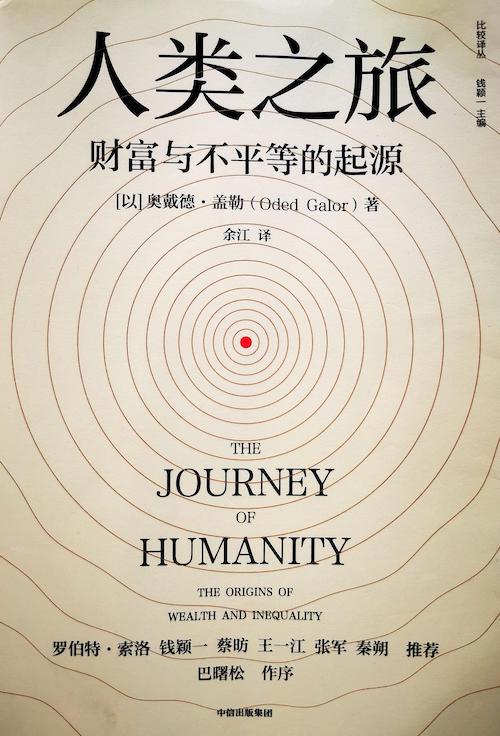 比较译丛 钱颖一 主编
人类之旅
财富与不平等的起源
[以] 奥戴德·盖勒（Oded Galor）著
余江 译
THE
JOURNEY
OF
HUMANITY
THE ORIGINS OF
WEALTH AND INEQUALITY
罗伯特·索洛 钱颖一 蔡昉 王一江 张军 秦朔 推荐
巴曙松 作序
中信出版集团